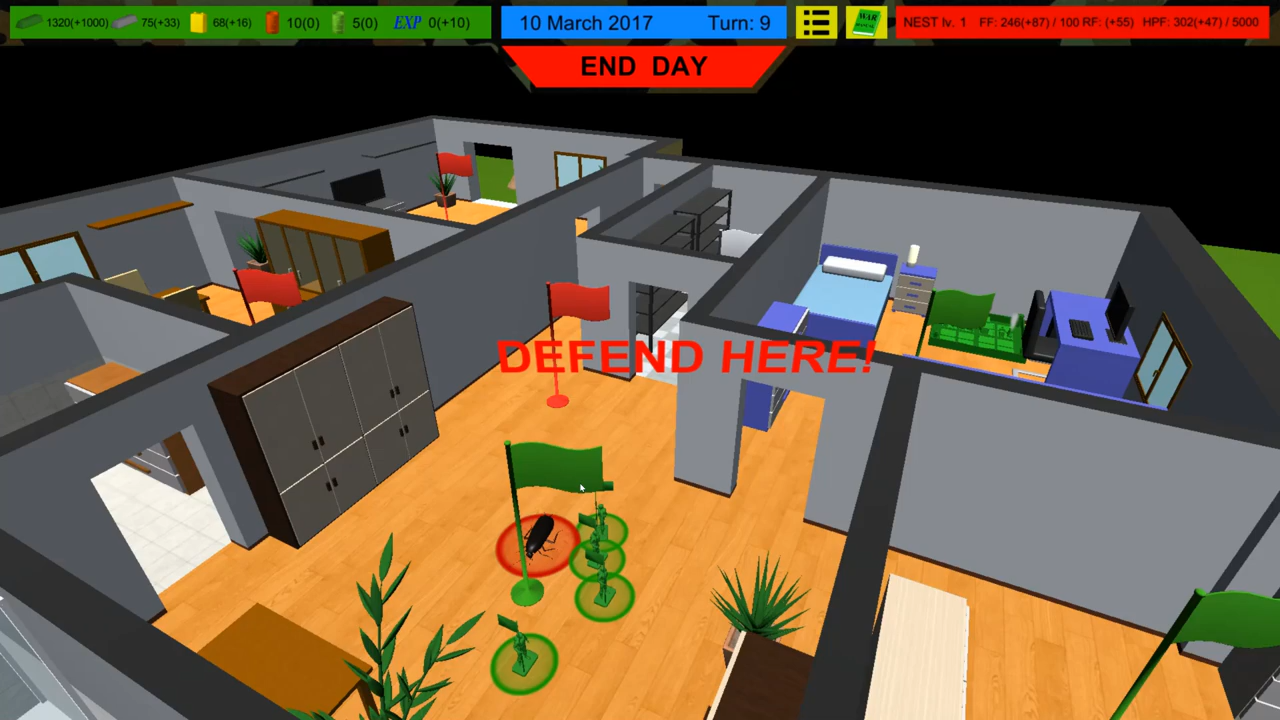 1320(+1000) 75(+33) 68(+16) 10(0) 5(0) EXP 0(+10)
10 March 2017 Turn: 9
WAR
NEST lv. 1 FF: 246(+87) / 100 RF: (+55) HPF: 302(+47) / 5000
END DAY
DEFEND HERE!